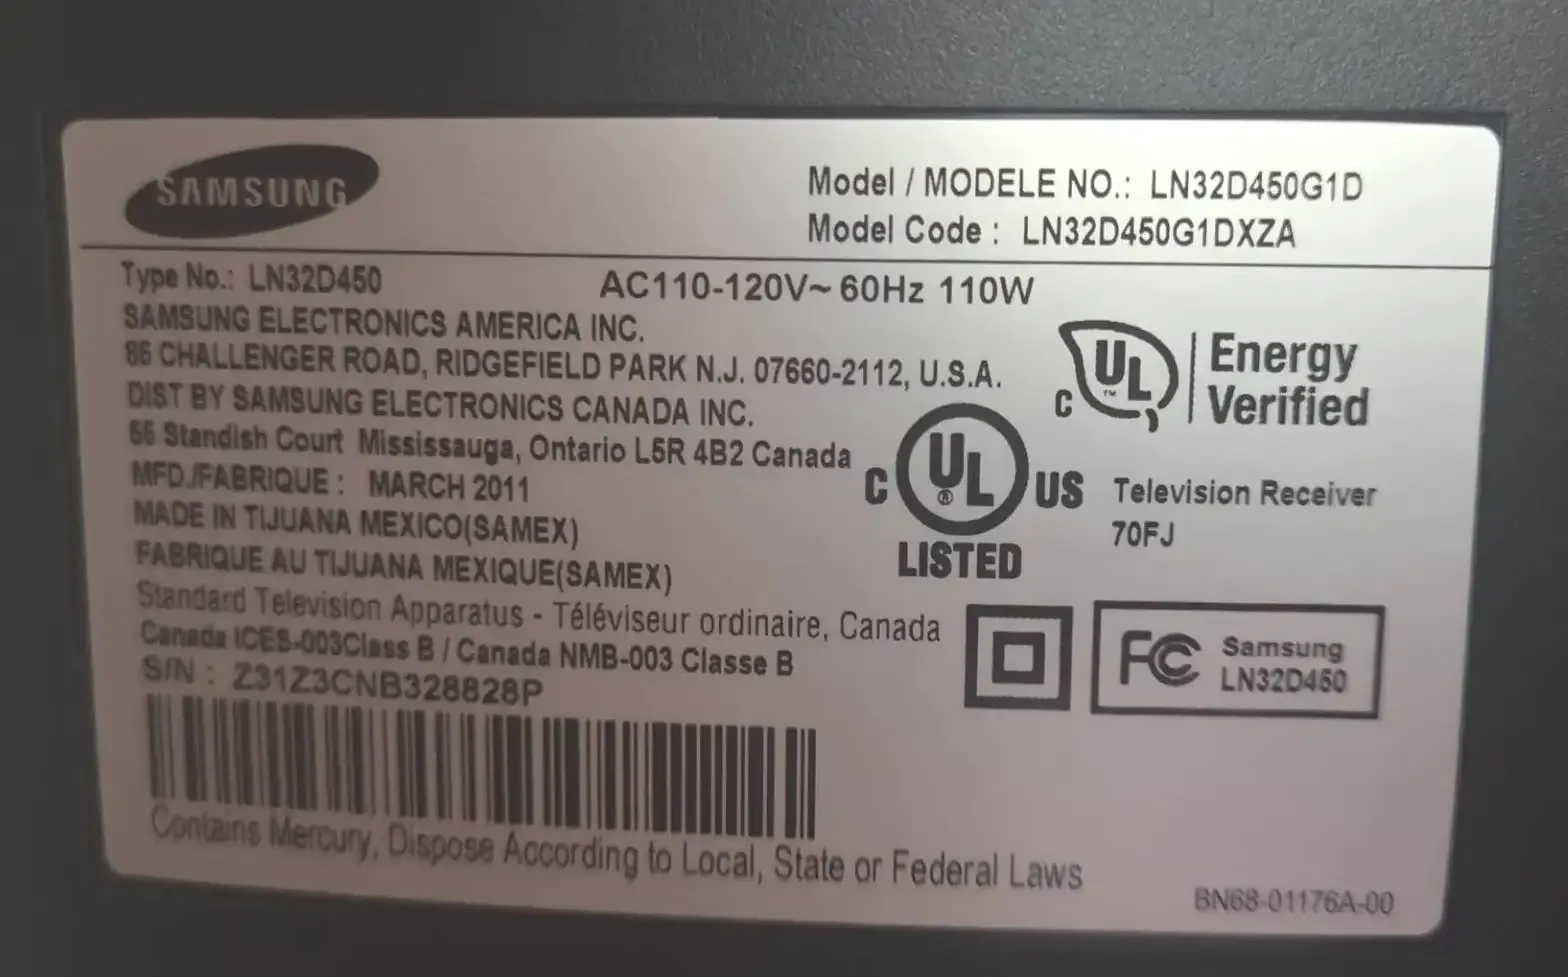 SAMSUNG
Model / MODELE NO.: LN32D450G1D
Model Code : LN32D450G1DXZA
Type No.: LN32D450
AC110-120V~ 60Hz 110W
SAMSUNG ELECTRONICS AMERICA INC.
85 CHALLENGER ROAD, RIDGEFIELD PARK N.J. 07660-2112, U.S.A.
DIST BY SAMSUNG ELECTRONICS CANADA INC.
55 Standish Court Mississauga, Ontario L5R 4B2 Canada
MFD./FABRIQUE : MARCH 2011
MADE IN TIJUANA MEXICO(SAMEX)
FABRIQUE AU TIJUANA MEXIQUE(SAMEX)
Standard Television Apparatus - Téléviseur ordinaire, Canada
Canada ICES-003Class B / Canada NMB-003 Classe B
S/N : Z31Z3CNB328828P
C UL ™ Energy
Verified
C UL ® US
LISTED
Television Receiver
70FJ
FC Samsung
LN32D450
Contains Mercury, Dispose According to Local, State or Federal Laws
BN68-01176A-00